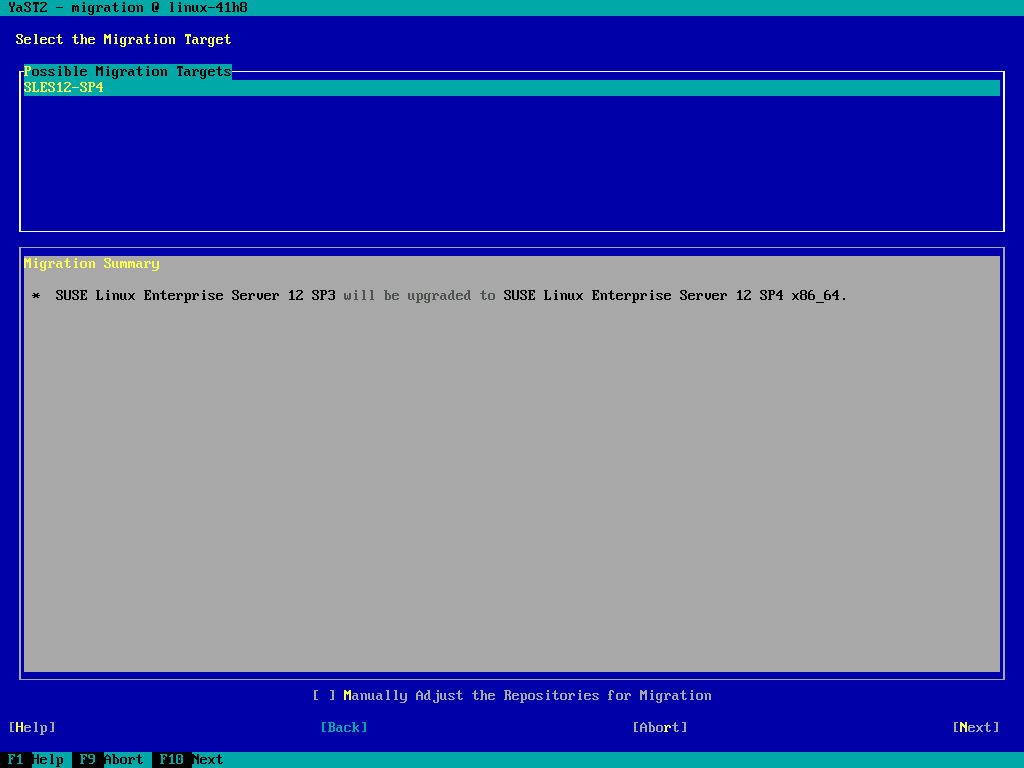 YaST2 - migration @ linux-41h8
Select the Migration Target
Possible Migration Targets
SLES12-SP4
Migration Summary
* SUSE Linux Enterprise Server 12 SP3 will be upgraded to SUSE Linux Enterprise Server 12 SP4 x86_64.
[ ] Manually Adjust the Repositories for Migration
[Help] [Back] [Abort] [Next]
F1 Help F9 Abort F10 Next